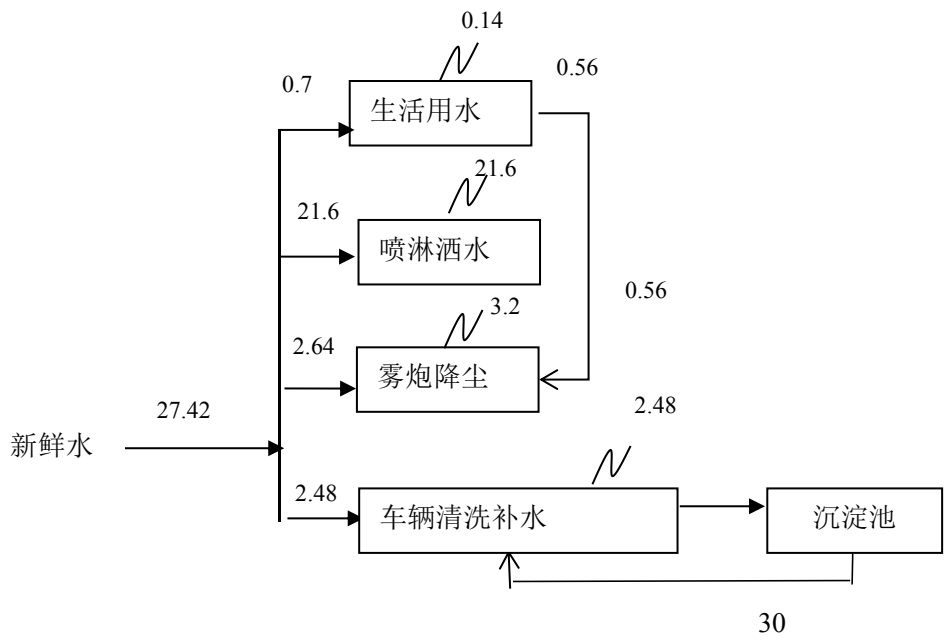 0.14
0.56
0.7
生活用水
21.6
21.6
喷淋洒水
0.56
3.2
2.64
雾炮降尘
27.42
2.48
新鲜水
2.48
车辆清洗补水
沉淀池
30